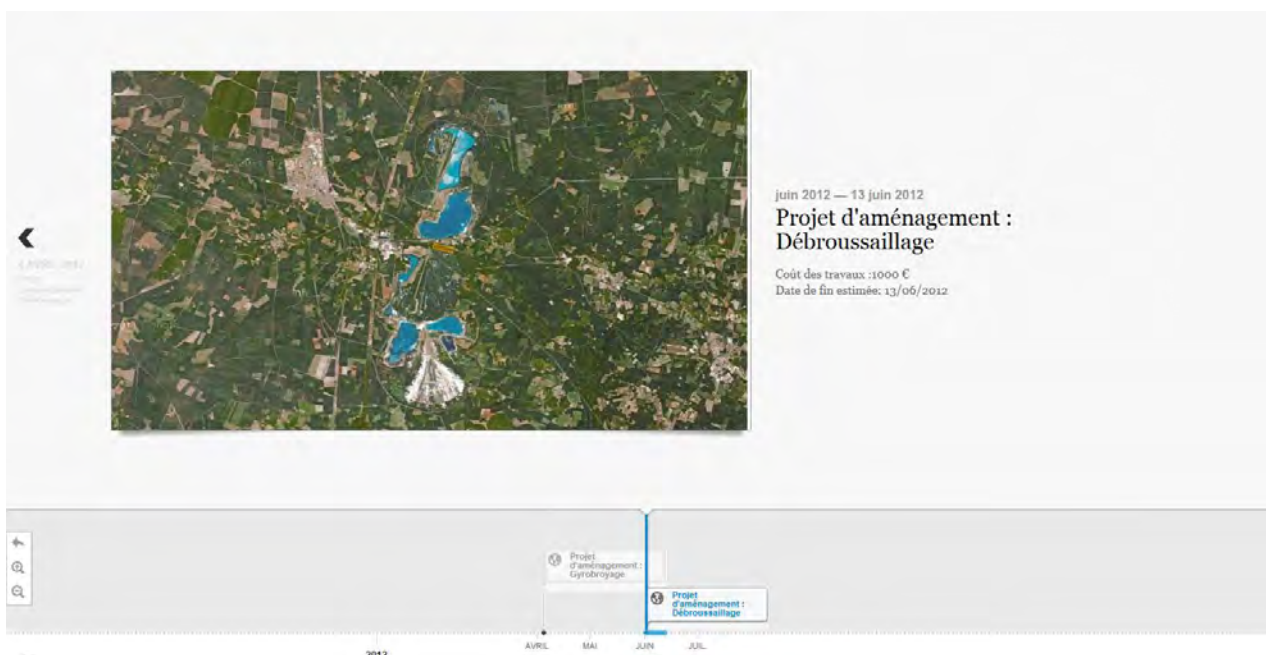 juin 2012 — 13 juin 2012
Projet d'aménagement :
Débroussaillage
Coût des travaux :1000 €
Date de fin estimée: 13/06/2012
Projet
d'aménagement :
Gyrobroyage
Projet
d'aménagement :
Débroussaillage
AVRIL
MAI
JUIN
JUIL.